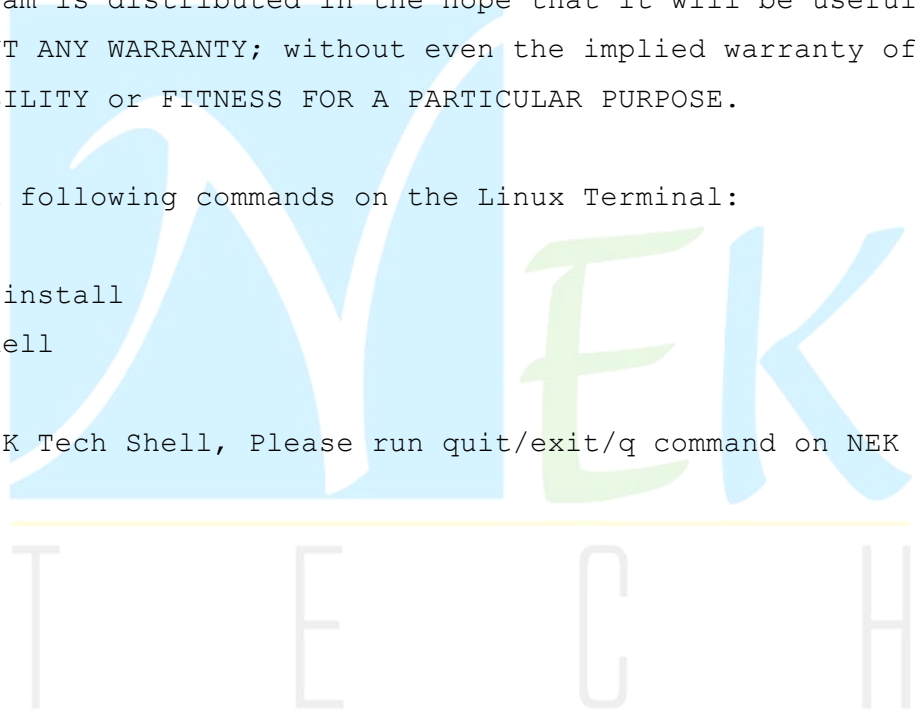 am is distributed in the hope that it will be useful
T ANY WARRANTY; without even the implied warranty of
ILITY or FITNESS FOR A PARTICULAR PURPOSE.
following commands on the Linux Terminal:
install
ell
K Tech Shell, Please run quit/exit/q command on NEK
NEK
TECH